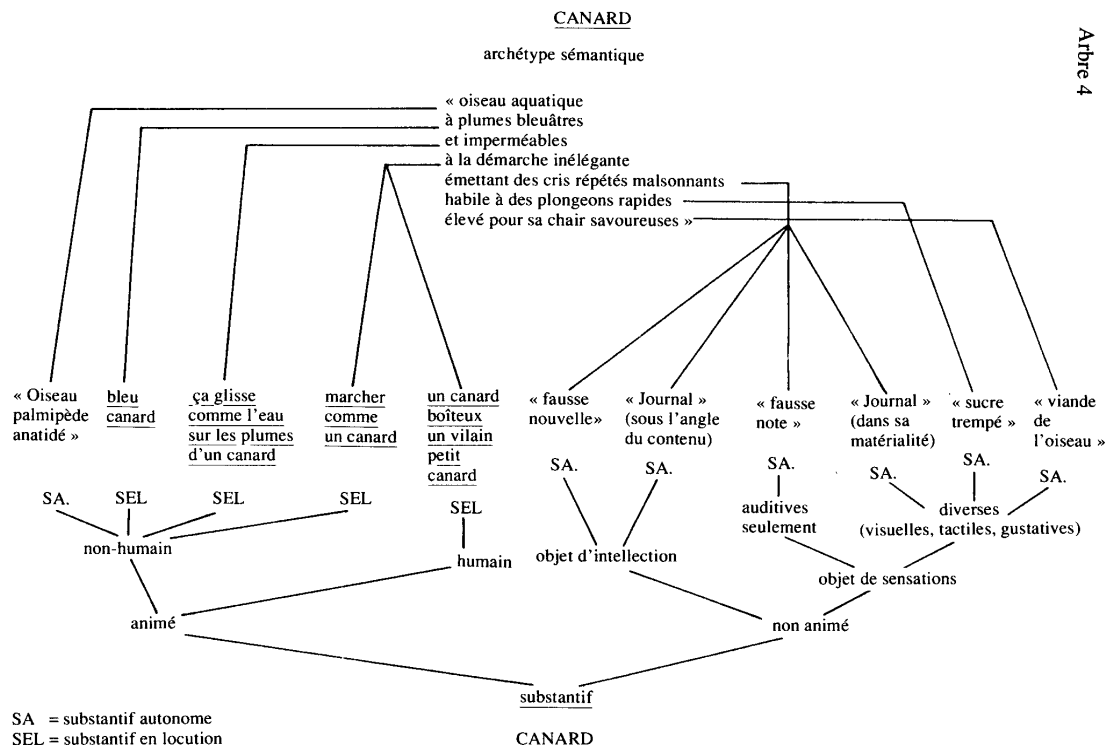 CANARD
archétype sémantique
Arbre 4
« oiseau aquatique
à plumes bleuâtres
et imperméables
à la démarche inélégante
émettant des cris répétés malsonnants
habile à des plongeons rapides
élevé pour sa chair savoureuses »
« Oiseau
palmipède
anatidé »
bleu
canard
ça glisse
comme l'eau
sur les plumes
d'un canard
marcher
comme
un canard
un canard
boîteux
un vilain
petit
canard
« fausse
nouvelle»
« Journal »
(sous l'angle
du contenu)
« fausse
note »
« Journal »
(dans sa
matérialité)
« sucre
trempé »
« viande
de
l'oiseau »
SA.
SEL
SEL
SEL
SEL
SA.
SA.
SA.
SA.
SA.
SA.
non-humain
humain
objet d'intellection
auditives
seulement
diverses
(visuelles, tactiles, gustatives)
objet de sensations
animé
non animé
substantif
CANARD
SA = substantif autonome
SEL = substantif en locution